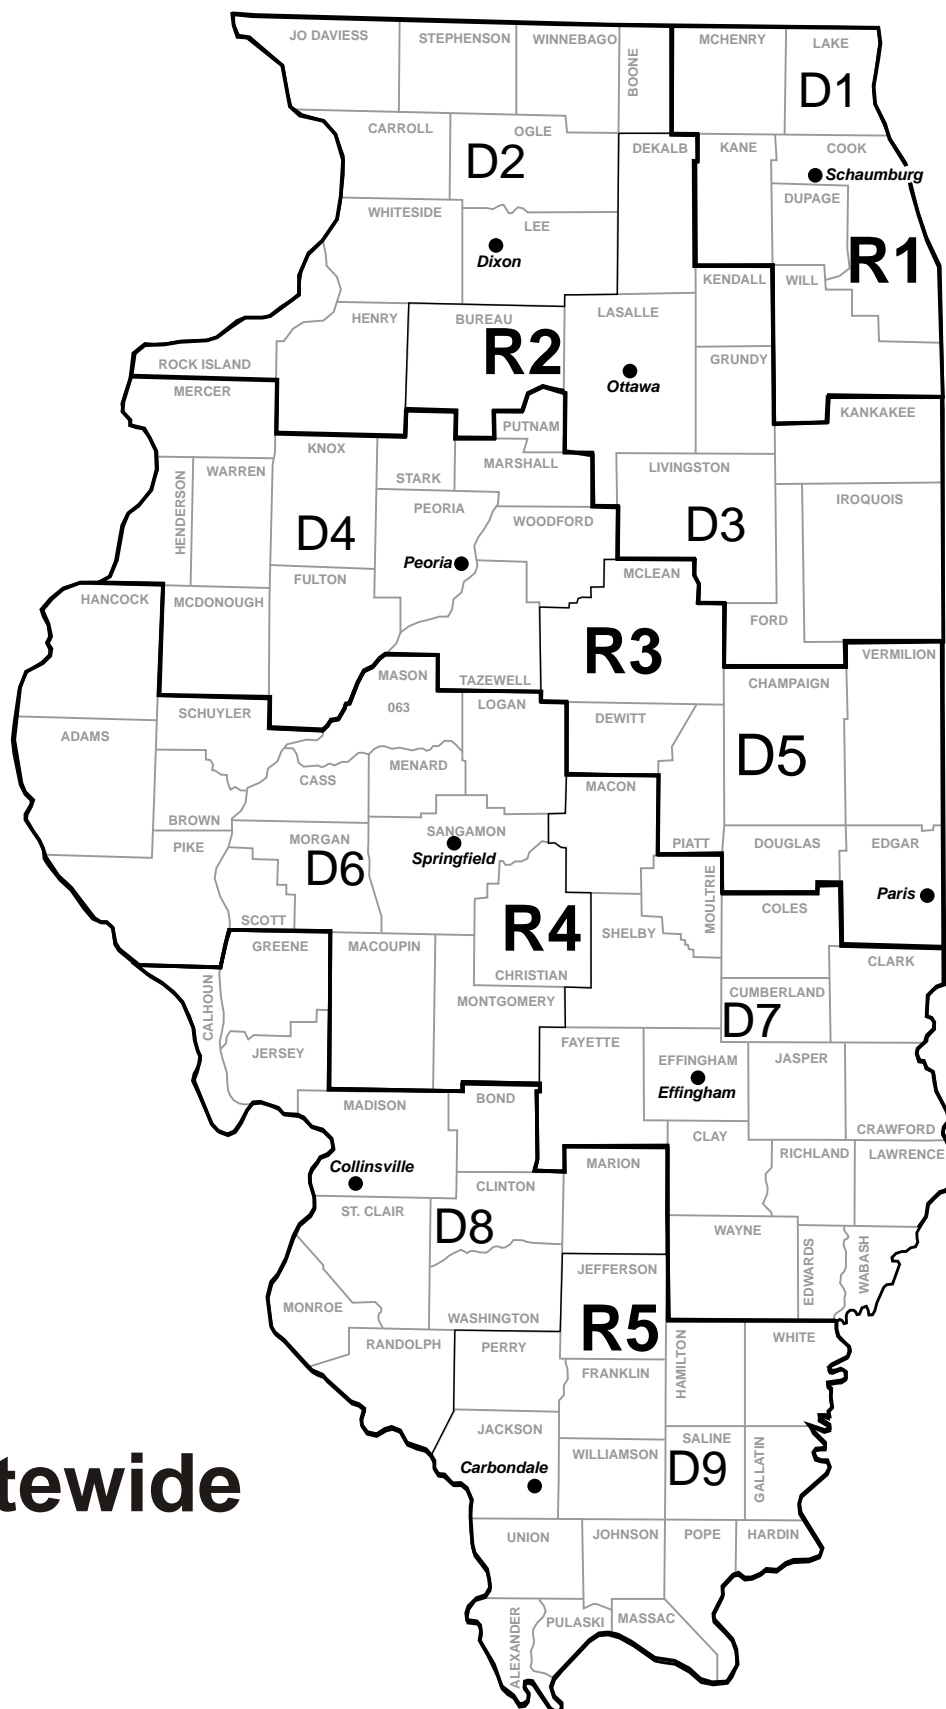 JO DAVIESS
STEPHENSON
WINNEBAGO
BOONE
MCHENRY
LAKE
D1
CARROLL
OGLE
D2
DEKALB
KANE
COOK
Schaumburg
DUPAGE
WHITESIDE
LEE
Dixon
R1
KENDALL
WILL
HENRY
BUREAU
R2
LASALLE
ROCK ISLAND
GRUNDY
Ottawa
MERCER
KANKAKEE
PUTNAM
KNOX
STARK
MARSHALL
LIVINGSTON
WARREN
HENDERSON
PEORIA
WOODFORD
IROQUOIS
D4
D3
Peoria
FULTON
MCLEAN
HANCOCK
MCDONOUGH
FORD
R3
VERMILION
MASON
TAZEWELL
CHAMPAIGN
063
LOGAN
SCHUYLER
DEWITT
ADAMS
D5
CASS
MENARD
MACON
BROWN
SANGAMON
PIKE
MORGAN
Springfield
PIATT
DOUGLAS
EDGAR
D6
MOULTRIE
Paris
COLES
SCOTT
R4
SHELBY
GREENE
MACOUPIN
CHRISTIAN
CLARK
CALHOUN
MONTGOMERY
CUMBERLAND
D7
JERSEY
FAYETTE
EFFINGHAM
JASPER
Effingham
MADISON
BOND
CLAY
CRAWFORD
RICHLAND
LAWRENCE
Collinsville
MARION
CLINTON
ST. CLAIR
D8
WAYNE
EDWARDS
WABASH
JEFFERSON
MONROE
WASHINGTON
R5
RANDOLPH
PERRY
HAMILTON
WHITE
FRANKLIN
JACKSON
WILLIAMSON
SALINE
GALLATIN
Carbondale
D9
tewide
UNION
JOHNSON
POPE
HARDIN
ALEXANDER
PULASKI
MASSAC